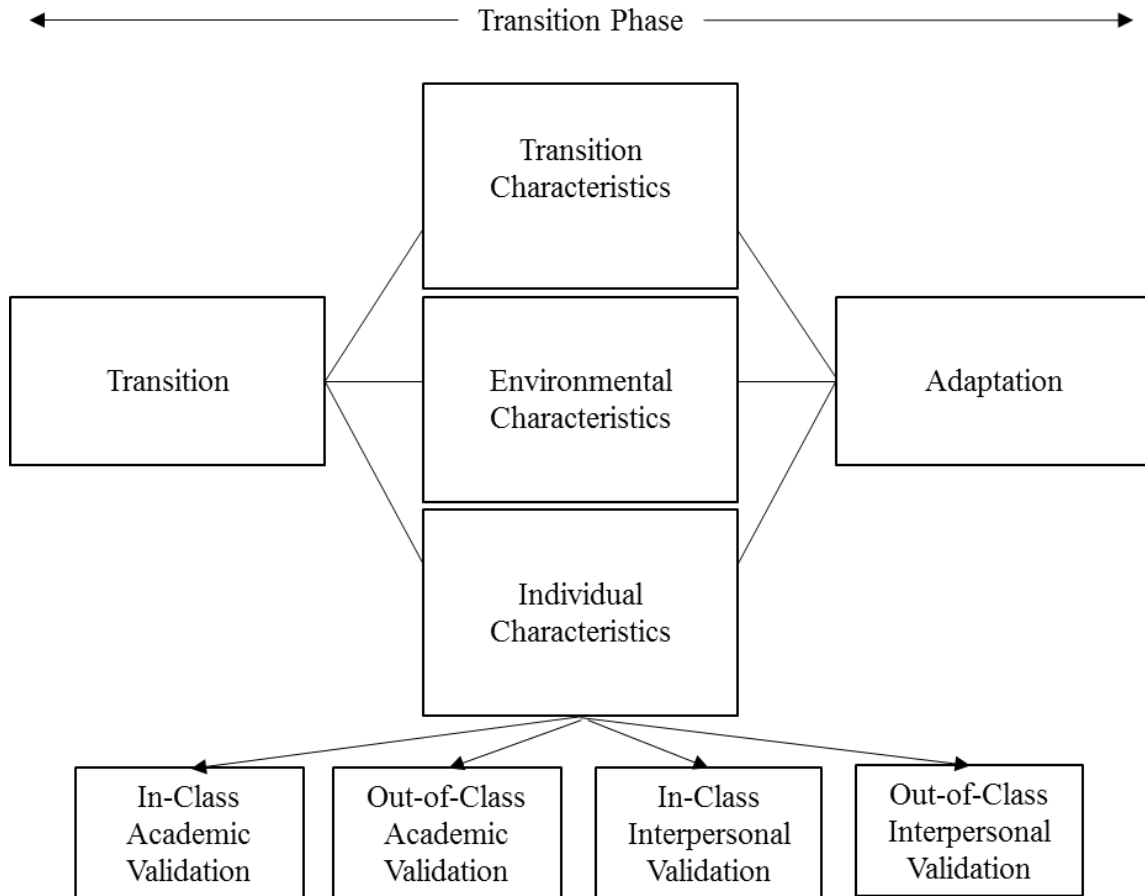 Transition Phase
Transition
Characteristics
Transition
Environmental
Characteristics
Adaptation
Individual
Characteristics
In-Class
Academic
Validation
Out-of-Class
Academic
Validation
In-Class
Interpersonal
Validation
Out-of-Class
Interpersonal
Validation